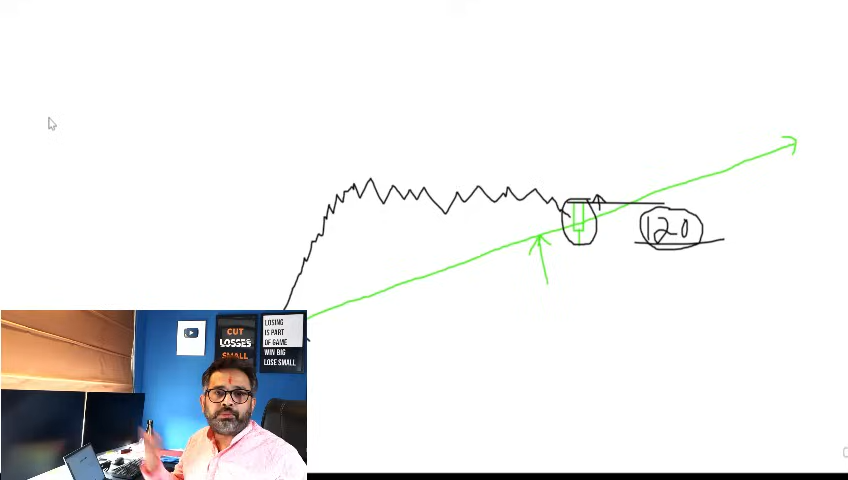 120
CUT
LOSSES
SMALL
LOSING
IS PART
OF GAME
WIN BIG
LOSE SMALL